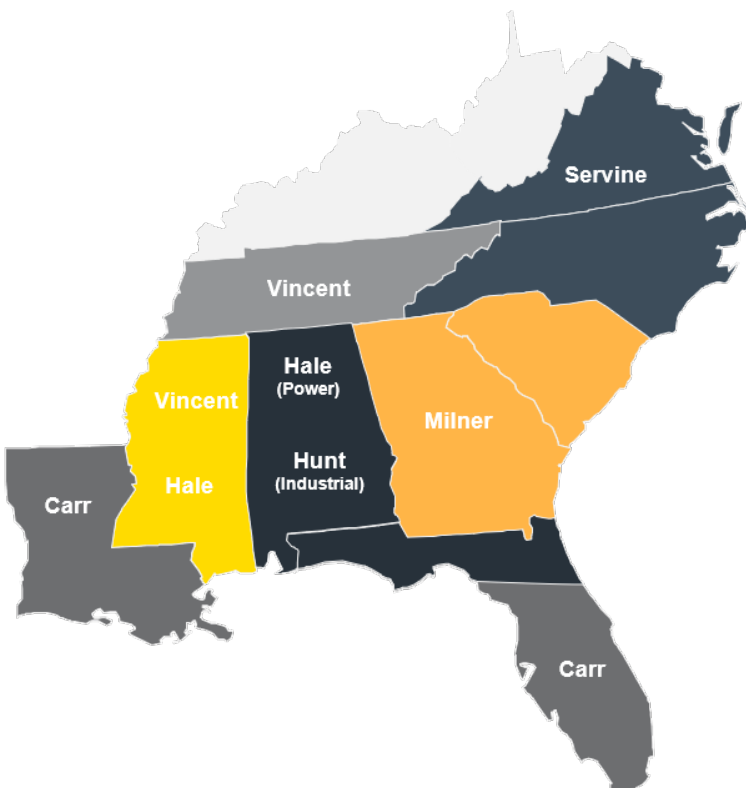 Servine
Vincent
Hale
(Power)
Vincent
Milner
Hunt
(Industrial)
Hale
Carr
Carr